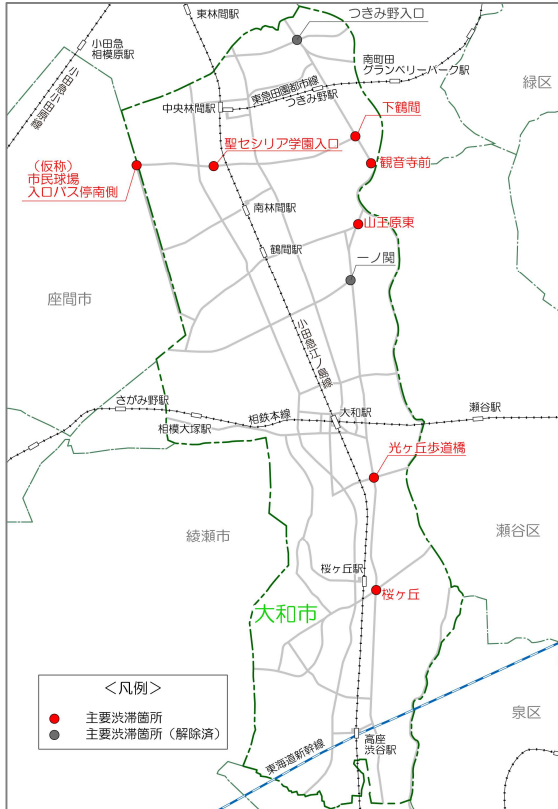 東林間駅
つきみ野入口
小田急
相模原駅
南町田
グランベリーパーク駅
小田急小田原線
東急田園都市線
つきみ野駅
中央林間駅
緑区
下鶴間
聖セシリア学園入口
(仮称)
市民球場
入口バス停南側
観音寺前
南林間駅
山王原東
鶴間駅
一ノ関
座間市
小田急江ノ島線
さがみ野駅
相鉄本線
大和駅
瀬谷駅
相模大塚駅
光ヶ丘歩道橋
綾瀬市
瀬谷区
桜ヶ丘駅
桜ヶ丘
大和市
<凡例>
主要渋滞箇所
主要渋滞箇所(解除済)
泉区
高座
渋谷駅
東海道新幹線